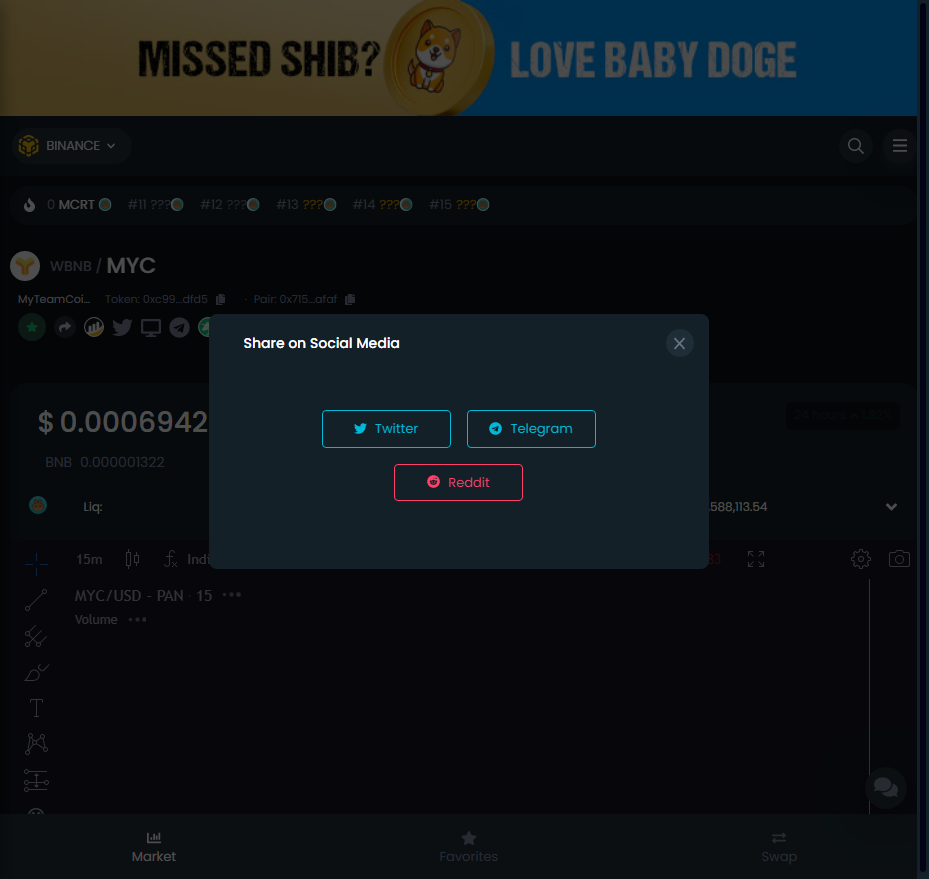 MISSED SHIB? LOVE BABY DOGE
BINANCE
0 MCRT #11 ??? #12 ??? #13 ??? #14 ??? #15 ???
WBNB / MYC
MyTeamCoi... Token: 0xc99...dfd5 · Pair: 0x715...afaf
Share on Social Media
$ 0.0006942
BNB 0.000001322
Twitter Telegram
Reddit
Liq: .588,113.54
15m Indi
MYC/USD - PAN · 15
Volume
T
Market Favorites Swap